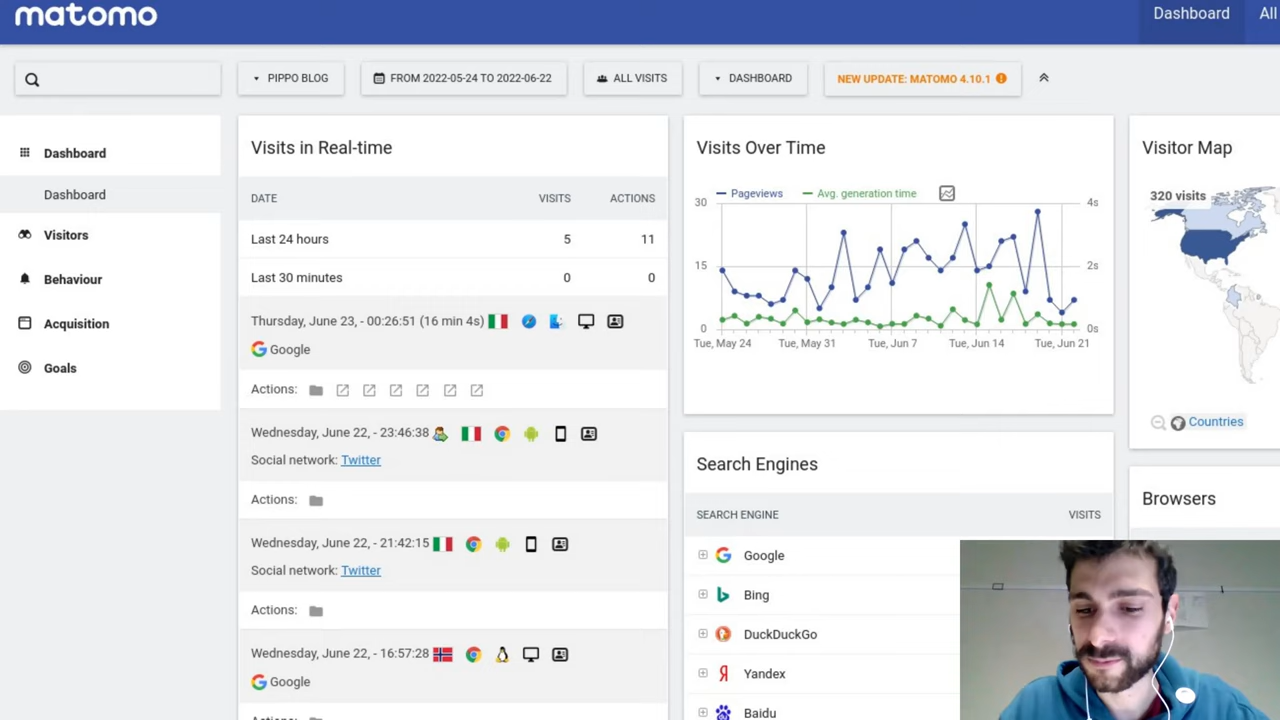 matomo
Dashboard
All
PIPPO BLOG
FROM 2022-05-24 TO 2022-06-22
ALL VISITS
DASHBOARD
NEW UPDATE: MATOMO 4.10.1
Dashboard
Dashboard
Visitors
Behaviour
Acquisition
Goals
Visits in Real-time
DATE VISITS ACTIONS
Last 24 hours 5 11
Last 30 minutes 0 0
Thursday, June 23, - 00:26:51 (16 min 4s)
Google
Actions:
Wednesday, June 22, - 23:46:38
Social network: Twitter
Actions:
Wednesday, June 22, - 21:42:15
Social network: Twitter
Actions:
Wednesday, June 22, - 16:57:28
Google
Visits Over Time
Pageviews Avg. generation time
30 4s
15 2s
0 0s
Tue, May 24 Tue, May 31 Tue, Jun 7 Tue, Jun 14 Tue, Jun 21
Search Engines
SEARCH ENGINE VISITS
Google
Bing
DuckDuckGo
Yandex
Baidu
Visitor Map
320 visits
Countries
Browsers